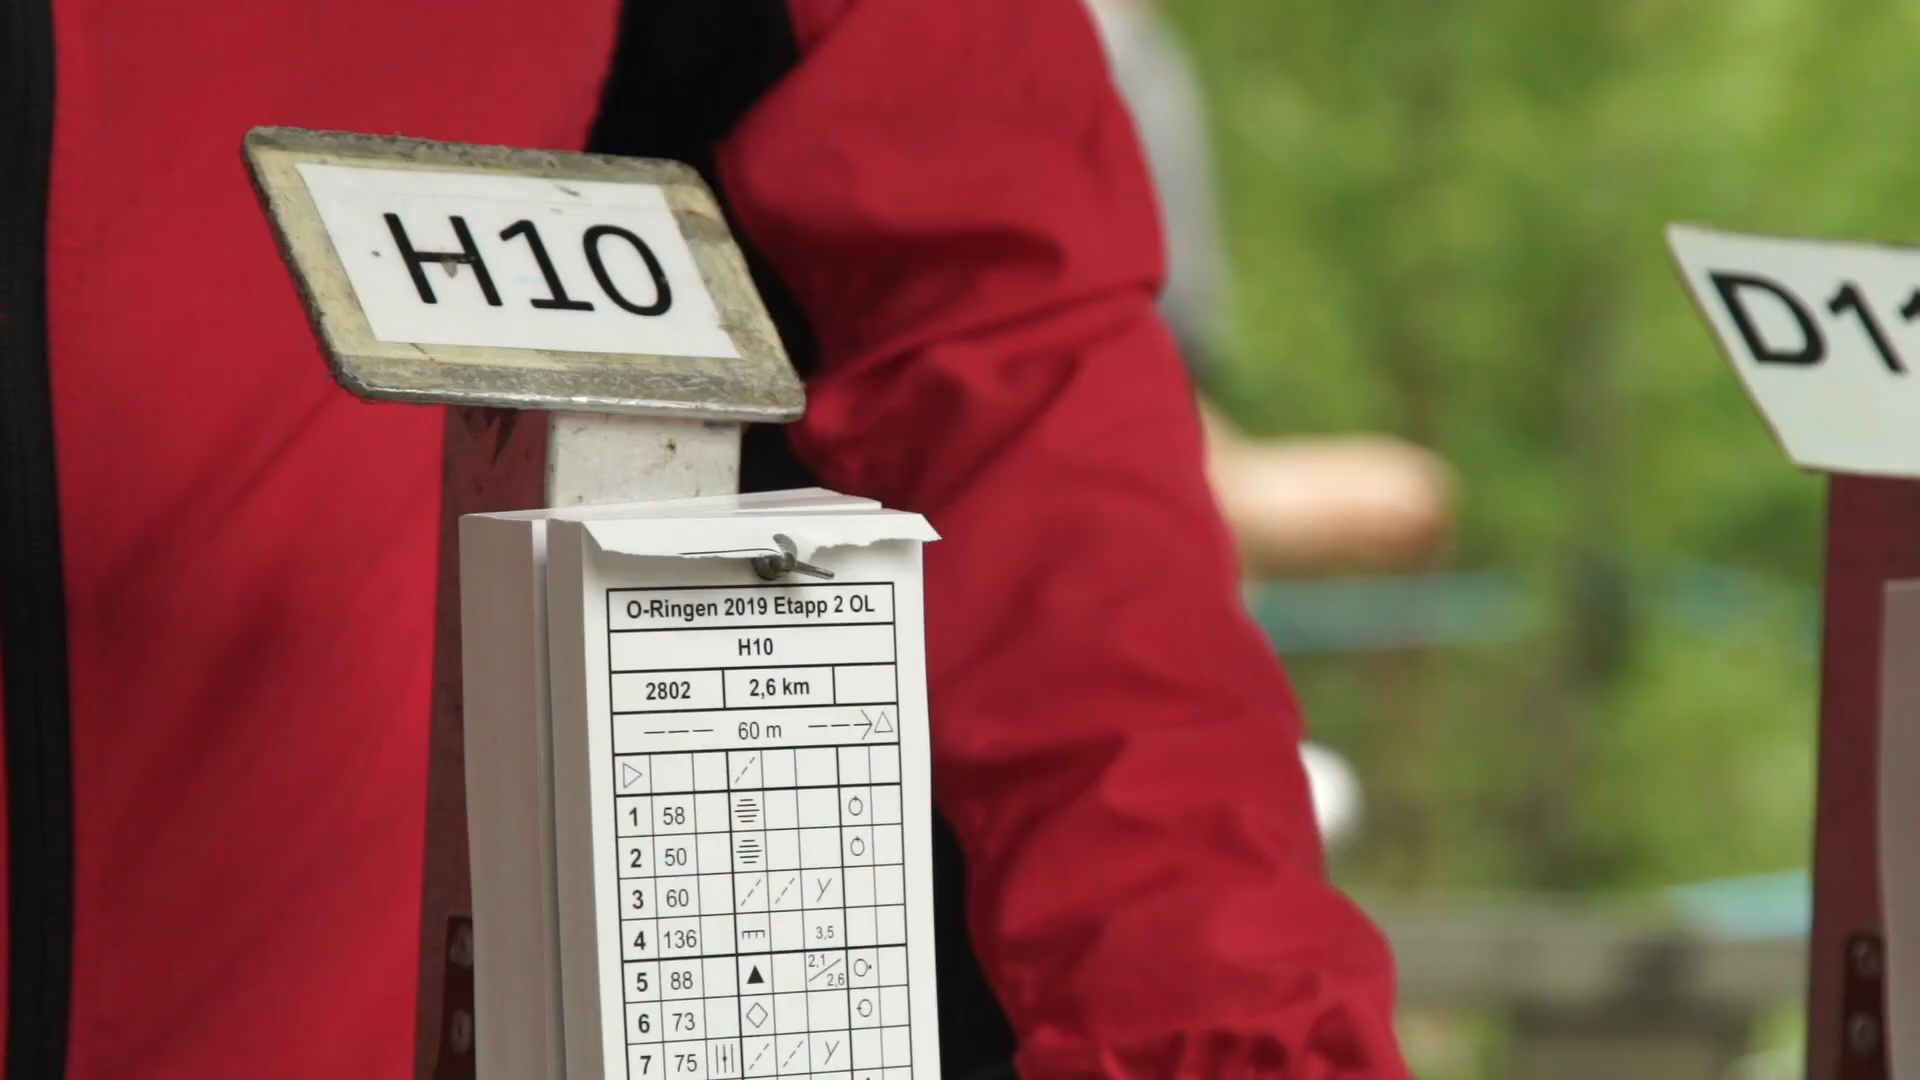 H10
D11
O-Ringen 2019 Etapp 2 OL
H10
2802 2,6 km
60 m
1 58
2 50
3 60
4 136 3,5
5 88 2,1/2,6
6 73
7 75